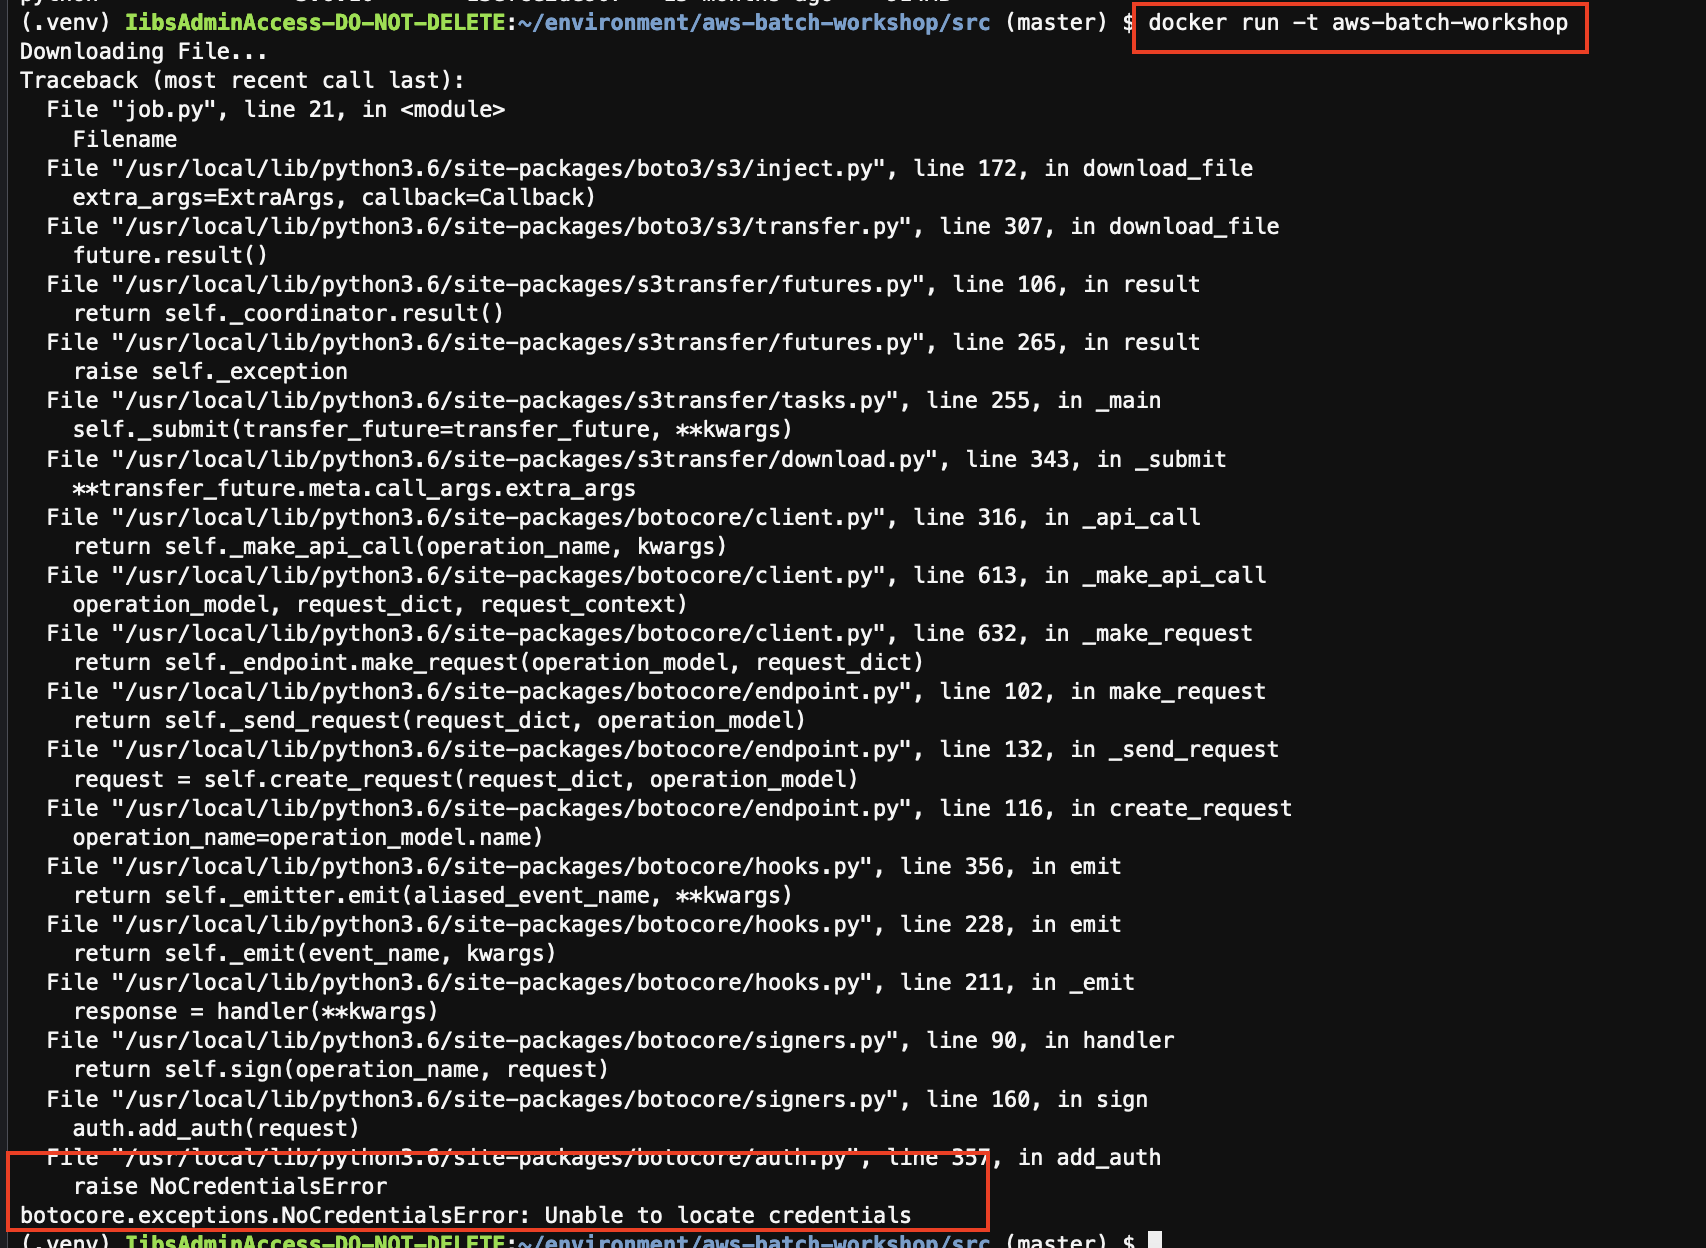 (.venv) IibsAdminAccess-DO-NOT-DELETE:~/environment/aws-batch-workshop/src (master) $ docker run -t aws-batch-workshop
Downloading File...
Traceback (most recent call last):
  File "job.py", line 21, in <module>
    Filename
  File "/usr/local/lib/python3.6/site-packages/boto3/s3/inject.py", line 172, in download_file
    extra_args=ExtraArgs, callback=Callback)
  File "/usr/local/lib/python3.6/site-packages/boto3/s3/transfer.py", line 307, in download_file
    future.result()
  File "/usr/local/lib/python3.6/site-packages/s3transfer/futures.py", line 106, in result
    return self._coordinator.result()
  File "/usr/local/lib/python3.6/site-packages/s3transfer/futures.py", line 265, in result
    raise self._exception
  File "/usr/local/lib/python3.6/site-packages/s3transfer/tasks.py", line 255, in _main
    self._submit(transfer_future=transfer_future, **kwargs)
  File "/usr/local/lib/python3.6/site-packages/s3transfer/download.py", line 343, in _submit
    **transfer_future.meta.call_args.extra_args
  File "/usr/local/lib/python3.6/site-packages/botocore/client.py", line 316, in _api_call
    return self._make_api_call(operation_name, kwargs)
  File "/usr/local/lib/python3.6/site-packages/botocore/client.py", line 613, in _make_api_call
    operation_model, request_dict, request_context)
  File "/usr/local/lib/python3.6/site-packages/botocore/client.py", line 632, in _make_request
    return self._endpoint.make_request(operation_model, request_dict)
  File "/usr/local/lib/python3.6/site-packages/botocore/endpoint.py", line 102, in make_request
    return self._send_request(request_dict, operation_model)
  File "/usr/local/lib/python3.6/site-packages/botocore/endpoint.py", line 132, in _send_request
    request = self.create_request(request_dict, operation_model)
  File "/usr/local/lib/python3.6/site-packages/botocore/endpoint.py", line 116, in create_request
    operation_name=operation_model.name)
  File "/usr/local/lib/python3.6/site-packages/botocore/hooks.py", line 356, in emit
    return self._emitter.emit(aliased_event_name, **kwargs)
  File "/usr/local/lib/python3.6/site-packages/botocore/hooks.py", line 228, in emit
    return self._emit(event_name, kwargs)
  File "/usr/local/lib/python3.6/site-packages/botocore/hooks.py", line 211, in _emit
    response = handler(**kwargs)
  File "/usr/local/lib/python3.6/site-packages/botocore/signers.py", line 90, in handler
    return self.sign(operation_name, request)
  File "/usr/local/lib/python3.6/site-packages/botocore/signers.py", line 160, in sign
    auth.add_auth(request)
  File "/usr/local/lib/python3.6/site-packages/botocore/auth.py", line 357, in add_auth
    raise NoCredentialsError
botocore.exceptions.NoCredentialsError: Unable to locate credentials
(.venv) IibsAdminAccess-DO-NOT-DELETE:~/environment/aws-batch-workshop/src (master) $